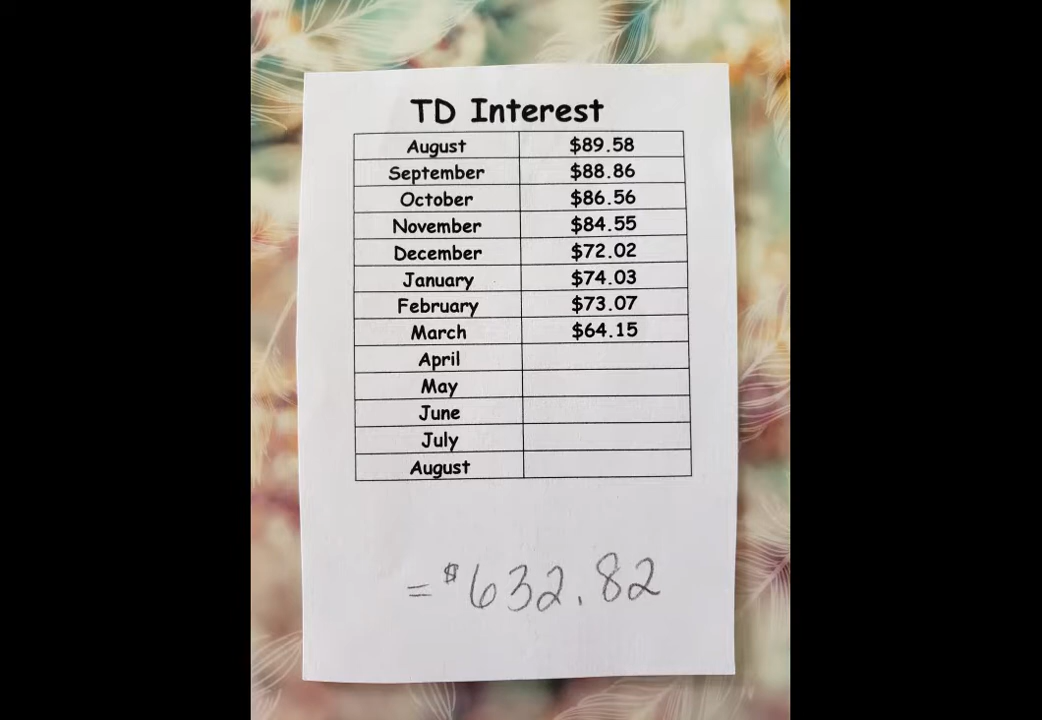 TD Interest
August $89.58
September $88.86
October $86.56
November $84.55
December $72.02
January $74.03
February $73.07
March $64.15
April
May
June
July
August
= $632.82